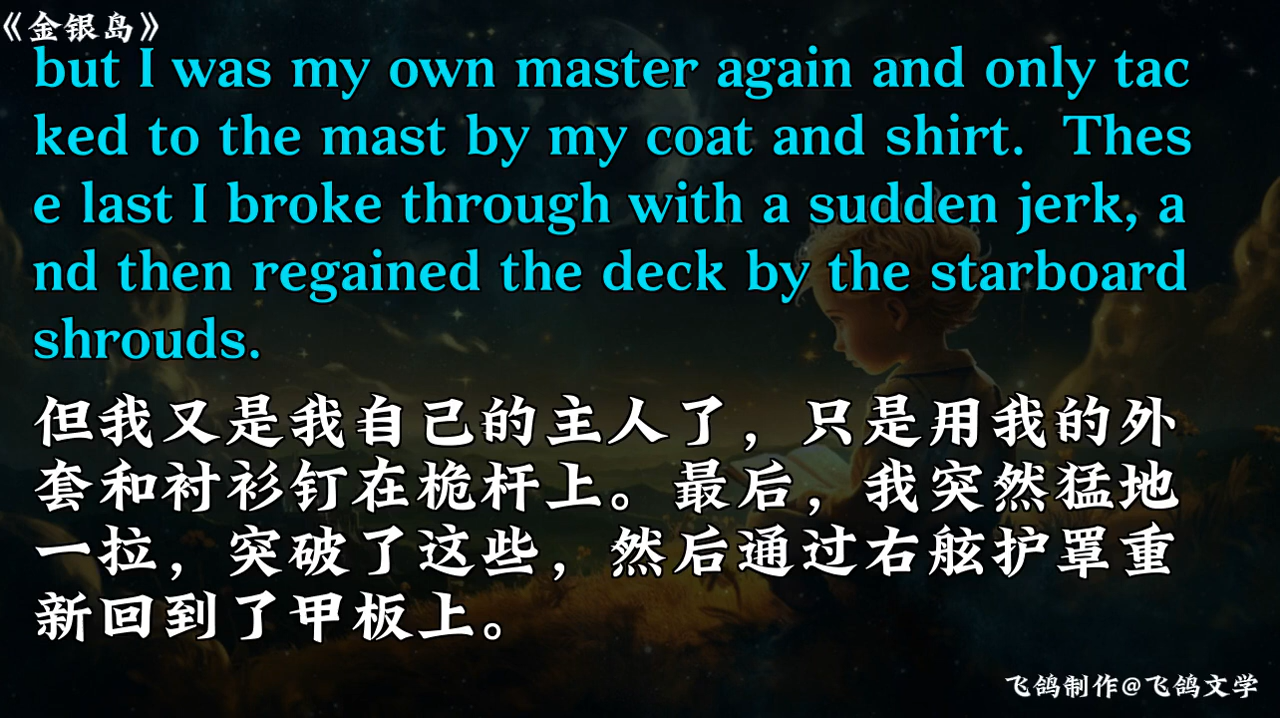 《金银岛》
but I was my own master again and only tac
ked to the mast by my coat and shirt.  Thes
e last I broke through with a sudden jerk, a
nd then regained the deck by the starboard
shrouds.
但我又是我自己的主人了，只是用我的外
套和衬衫钉在桅杆上。最后，我突然猛地
一拉，突破了这些，然后通过右舷护罩重
新回到了甲板上。
飞鸽制作@飞鸽文学